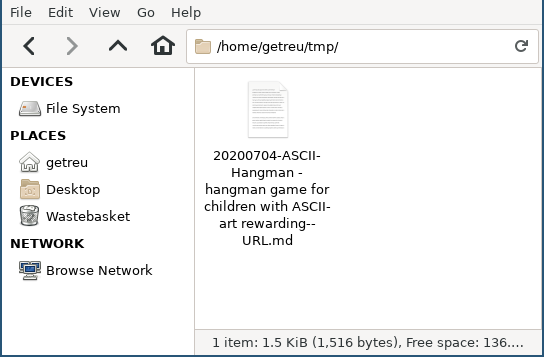 File Edit View Go Help
/home/getreu/tmp/
DEVICES
File System
PLACES
getreu
Desktop
Wastebasket
NETWORK
Browse Network
20200704-ASCII-
Hangman -
hangman game for
children with ASCII-
art rewarding--
URL.md
1 item: 1.5 KiB (1,516 bytes), Free space: 136....